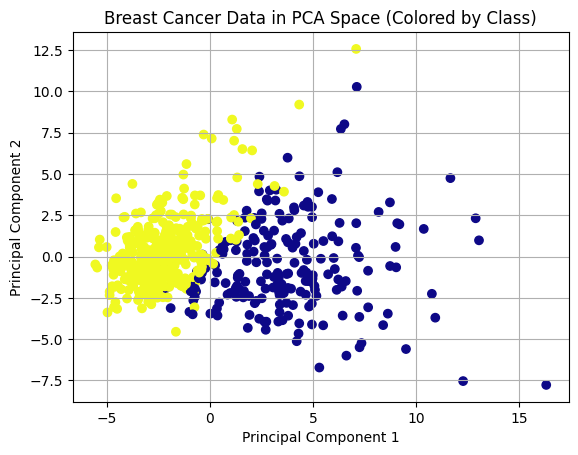 Breast Cancer Data in PCA Space (Colored by Class)
12.5
10.0
7.5
5.0
2.5
0.0
−2.5
−5.0
−7.5
Principal Component 2
−5 0 5 10 15
Principal Component 1